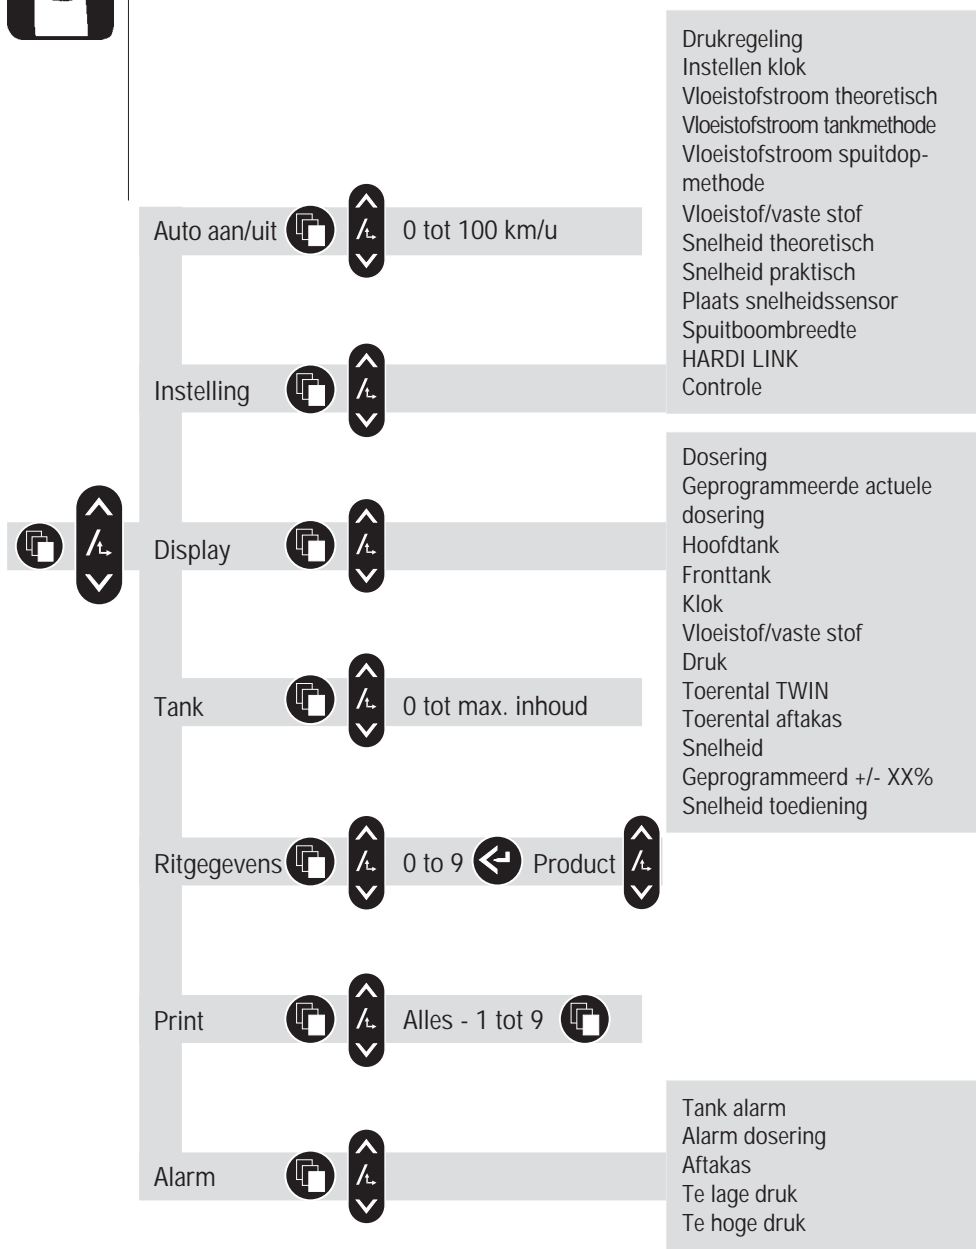 Drukregeling
Instellen klok
Vloeistofstroom theoretisch
Vloeistofstroom tankmethode
Vloeistofstroom spuitdop-
methode
Vloeistof/vaste stof
Snelheid theoretisch
Snelheid praktisch
Plaats snelheidssensor
Spuitboombreedte
HARDI LINK
Controle
Auto aan/uit 0 tot 100 km/u
Instelling
Dosering
Geprogrammeerde actuele
dosering
Hoofdtank
Fronttank
Klok
Vloeistof/vaste stof
Druk
Toerental TWIN
Toerental aftakas
Snelheid
Geprogrammeerd +/- XX%
Snelheid toediening
Display
Tank 0 tot max. inhoud
Ritgegevens 0 to 9 Product
Print Alles - 1 tot 9
Tank alarm
Alarm dosering
Aftakas
Te lage druk
Te hoge druk
Alarm